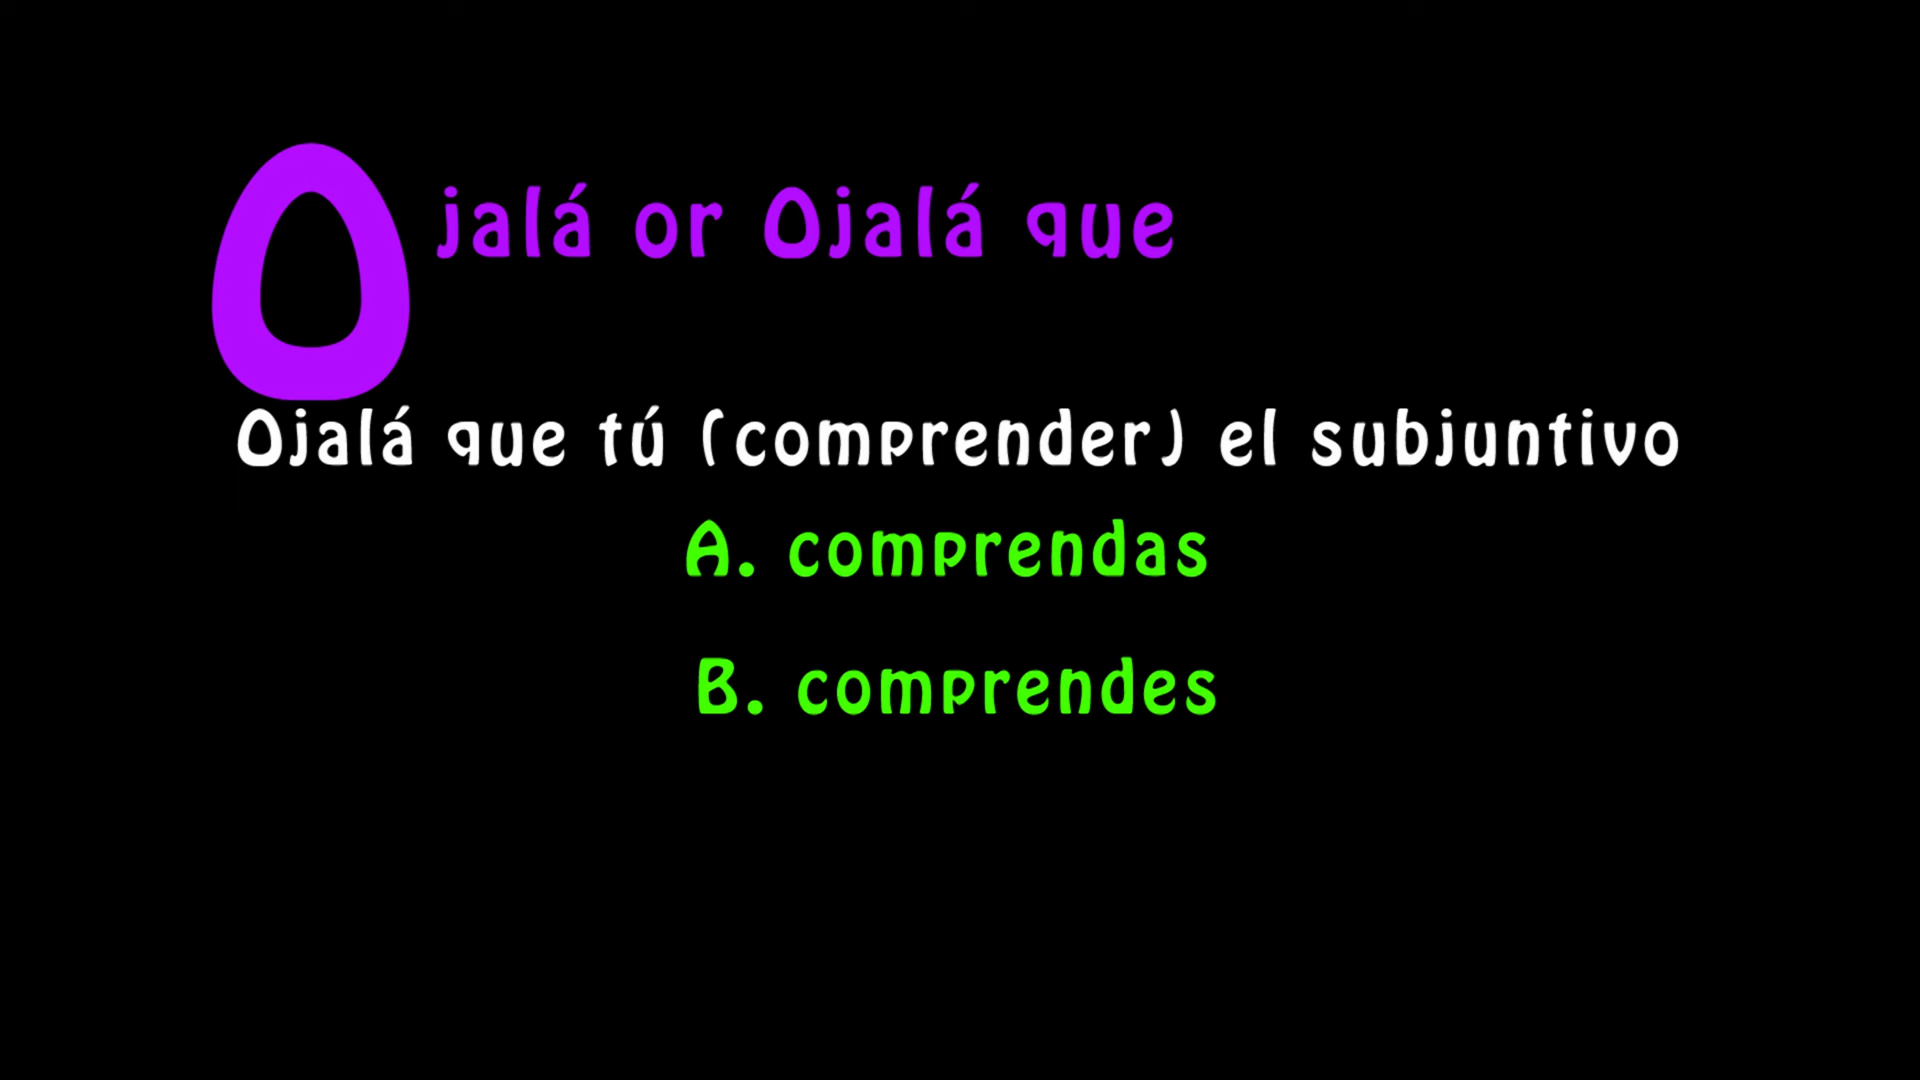 Ojalá or Ojalá que
Ojalá que tú (comprender) el subjuntivo
A. comprendas
B. comprendes